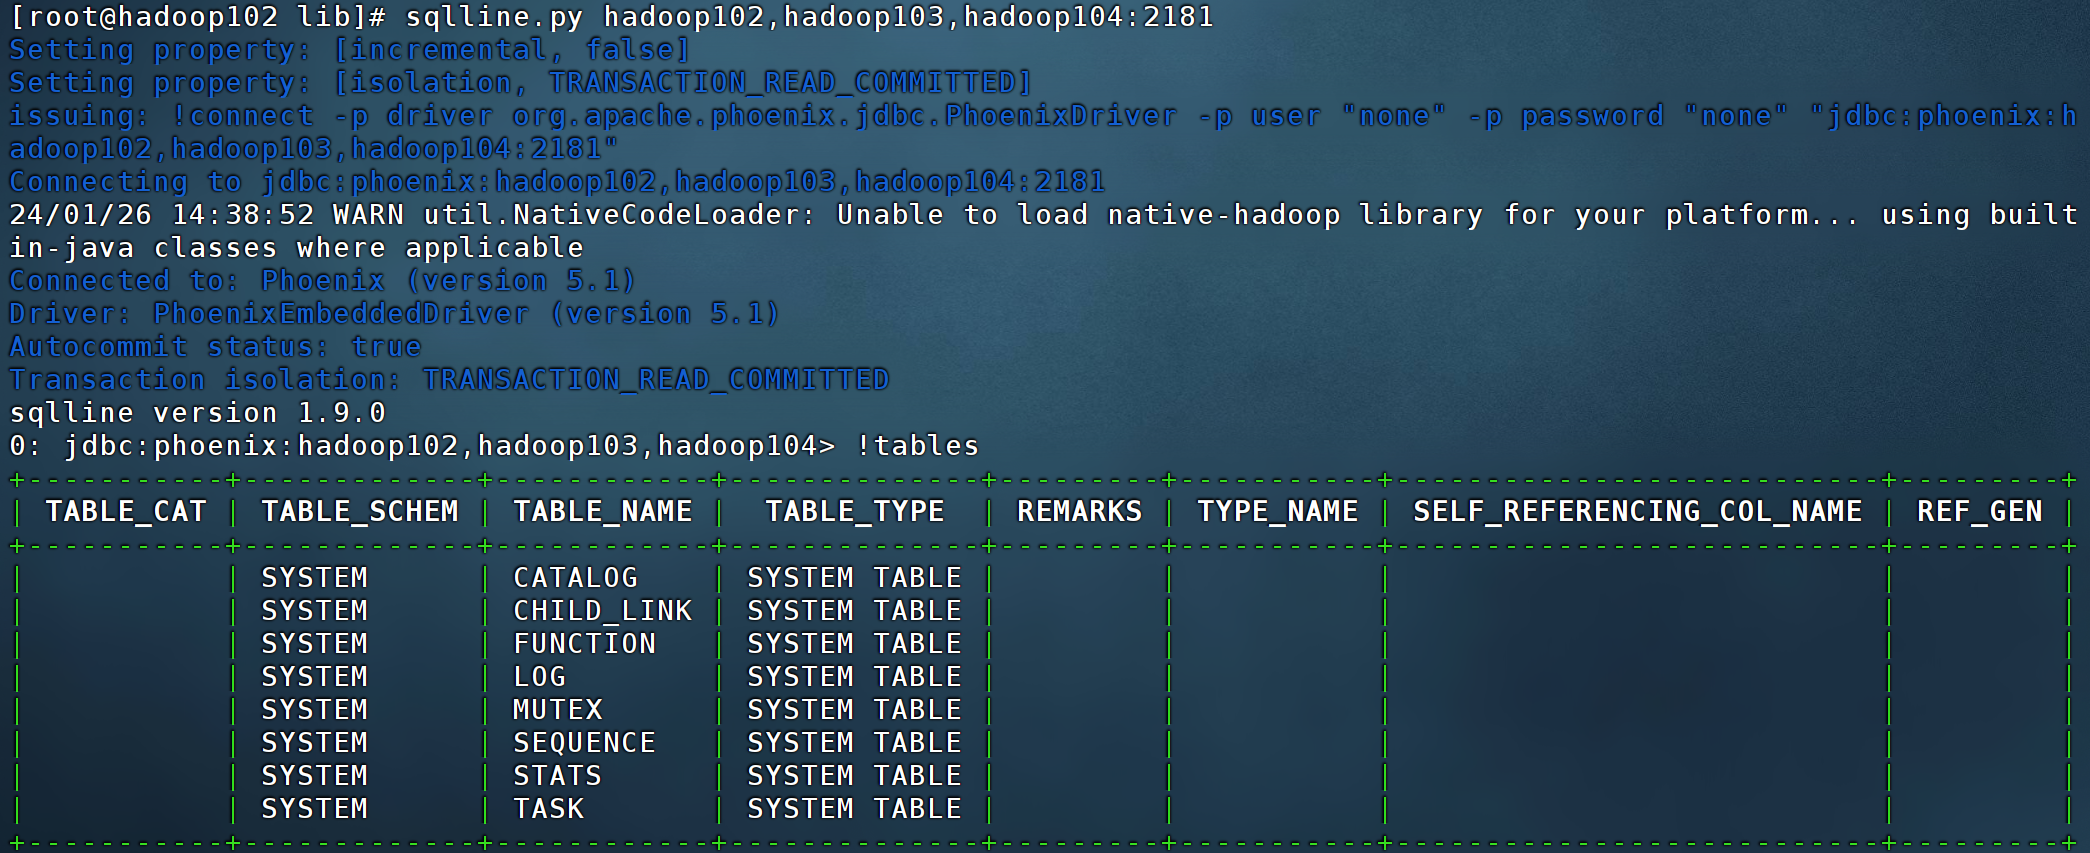 [root@hadoop102 lib]# sqlline.py hadoop102,hadoop103,hadoop104:2181
Setting property: [incremental, false]
Setting property: [isolation, TRANSACTION_READ_COMMITTED]
issuing: !connect -p driver org.apache.phoenix.jdbc.PhoenixDriver -p user "none" -p password "none" "jdbc:phoenix:h
adoop102,hadoop103,hadoop104:2181"
Connecting to jdbc:phoenix:hadoop102,hadoop103,hadoop104:2181
24/01/26 14:38:52 WARN util.NativeCodeLoader: Unable to load native-hadoop library for your platform... using built
in-java classes where applicable
Connected to: Phoenix (version 5.1)
Driver: PhoenixEmbeddedDriver (version 5.1)
Autocommit status: true
Transaction isolation: TRANSACTION_READ_COMMITTED
sqlline version 1.9.0
0: jdbc:phoenix:hadoop102,hadoop103,hadoop104> !tables
+-----------+-------------+------------+--------------+---------+-----------+---------------------------+---------+
| TABLE_CAT | TABLE_SCHEM | TABLE_NAME |  TABLE_TYPE  | REMARKS | TYPE_NAME | SELF_REFERENCING_COL_NAME | REF_GEN |
+-----------+-------------+------------+--------------+---------+-----------+---------------------------+---------+
|           | SYSTEM      | CATALOG    | SYSTEM TABLE |         |           |                           |         |
|           | SYSTEM      | CHILD_LINK | SYSTEM TABLE |         |           |                           |         |
|           | SYSTEM      | FUNCTION   | SYSTEM TABLE |         |           |                           |         |
|           | SYSTEM      | LOG        | SYSTEM TABLE |         |           |                           |         |
|           | SYSTEM      | MUTEX      | SYSTEM TABLE |         |           |                           |         |
|           | SYSTEM      | SEQUENCE   | SYSTEM TABLE |         |           |                           |         |
|           | SYSTEM      | STATS      | SYSTEM TABLE |         |           |                           |         |
|           | SYSTEM      | TASK       | SYSTEM TABLE |         |           |                           |         |
+-----------+-------------+------------+--------------+---------+-----------+---------------------------+---------+